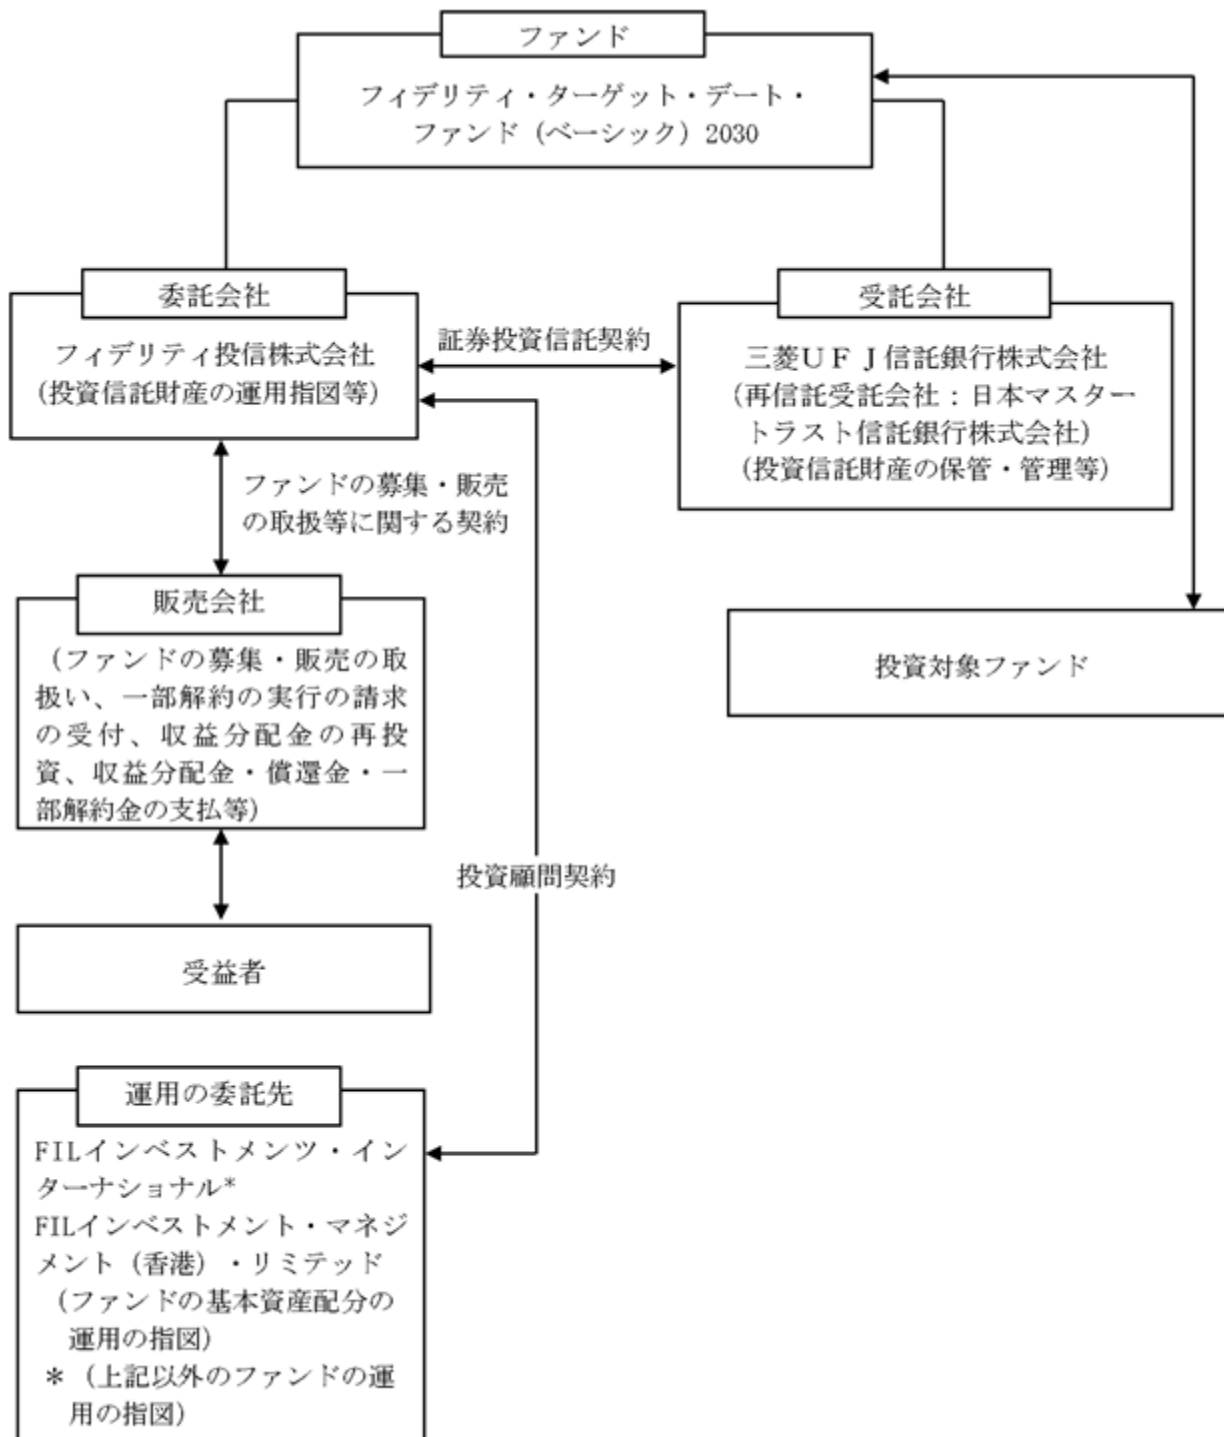 ファンド
フィデリティ・ターゲット・デート・
ファンド（ベーシック）2030
委託会社
フィデリティ投信株式会社
（投資信託財産の運用指図等）
証券投資信託契約
受託会社
三菱ＵＦＪ信託銀行株式会社
（再信託受託会社：日本マスター
トラスト信託銀行株式会社）
（投資信託財産の保管・管理等）
ファンドの募集・販売
の取扱等に関する契約
販売会社
（ファンドの募集・販売の取
扱い、一部解約の実行の請求
の受付、収益分配金の再投
資、収益分配金・償還金・一
部解約金の支払等）
投資対象ファンド
投資顧問契約
受益者
運用の委託先
FILインベストメンツ・イン
ターナショナル*
FILインベストメント・マネジ
メント（香港）・リミテッド
（ファンドの基本資産配分の
運用の指図）
＊（上記以外のファンドの運
用の指図）